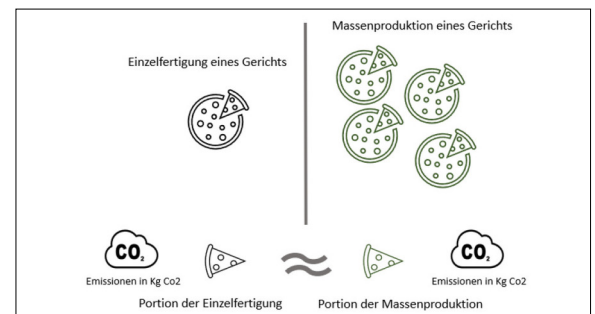 Massenproduktion eines Gerichts
Einzelfertigung eines Gerichts
CO2
CO2
Emissionen in Kg Co2
Emissionen in Kg Co2
Portion der Einzelfertigung
Portion der Massenproduktion